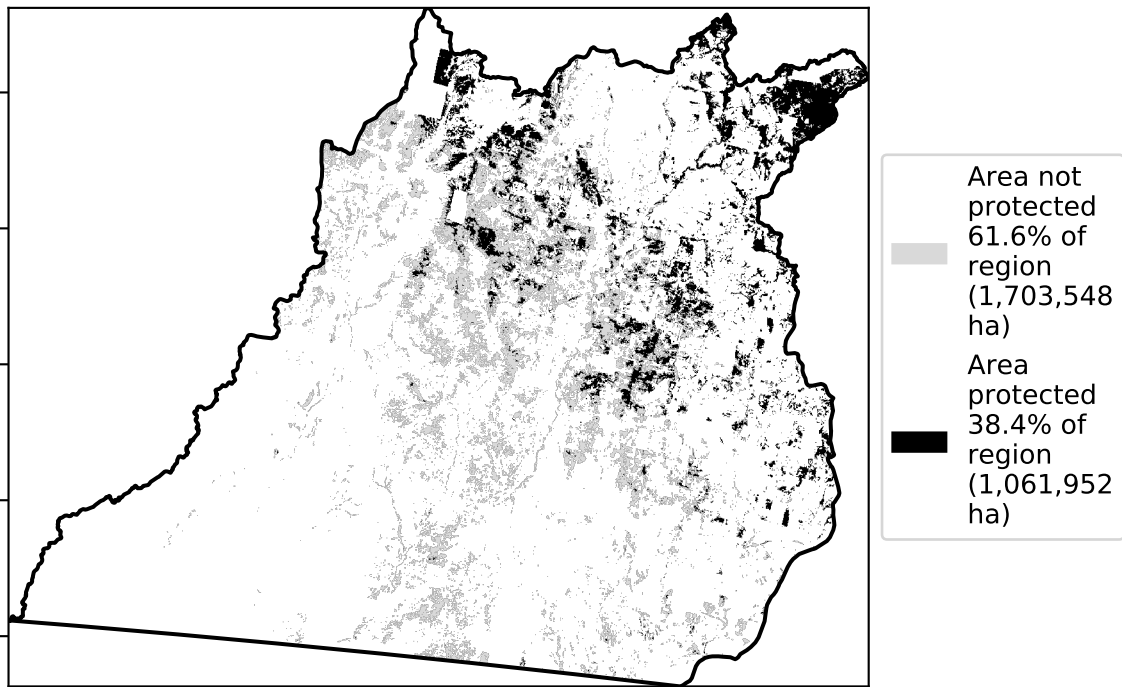 Area not
protected
61.6% of
region
(1,703,548
ha)
Area
protected
38.4% of
region
(1,061,952
ha)